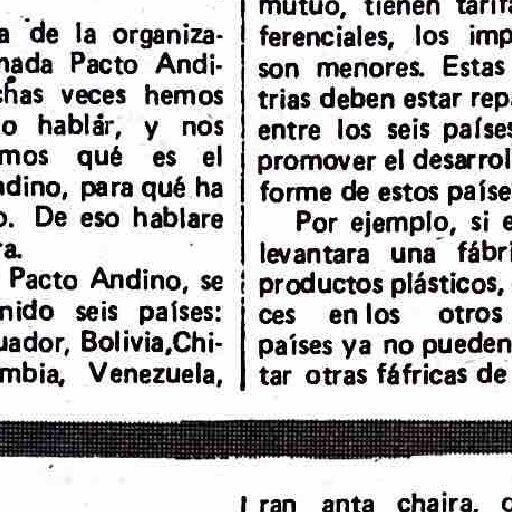 a de la organiza-
nada Pacto Andi-
chas veces hemos
o hablar, y nos
mos qué es el
ndino, para qué ha
o. De eso hablare
ra.
Pacto Andino, se
nido seis países:
uador, Bolivia,Chi-
mbia, Venezuela,
mutuo, tienen tarifa
ferenciales, los imp
son menores. Estas
trias deben estar rep
entre los seis países
promover el desarrol
forme de estos paíse
Por ejemplo, si e
levantara una fábri
productos plásticos,
ces en los otros
países ya no pueden
tar otras fáfricas de
ran anta chaira. c